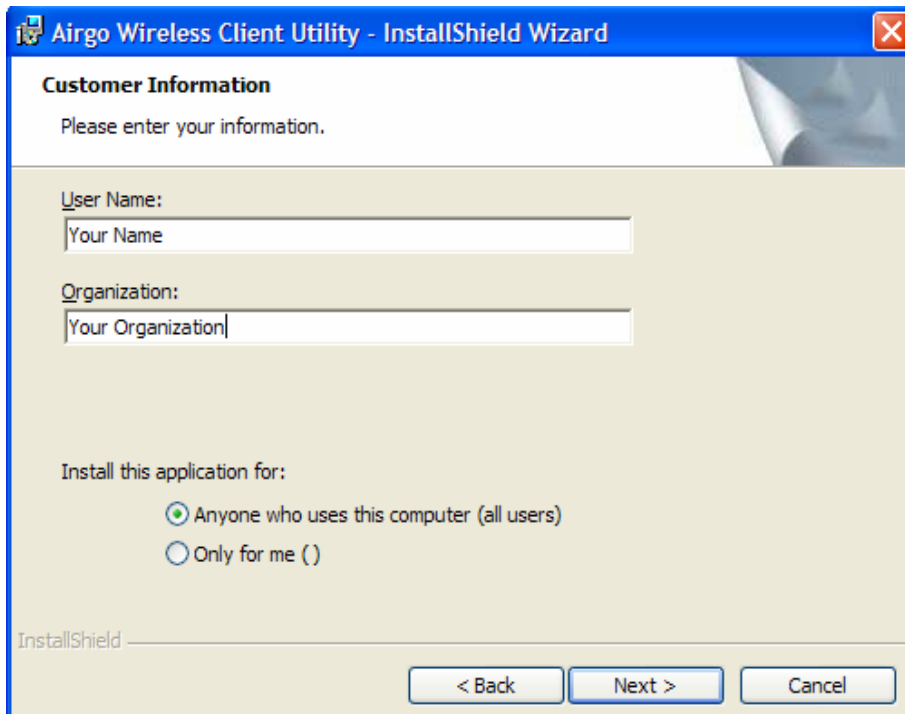 Airgo Wireless Client Utility - InstallShield Wizard
Customer Information
Please enter your information.
User Name:
Your Name
Organization:
Your Organization
Install this application for:
Anyone who uses this computer (all users)
Only for me ()
InstallShield
< Back Next > Cancel